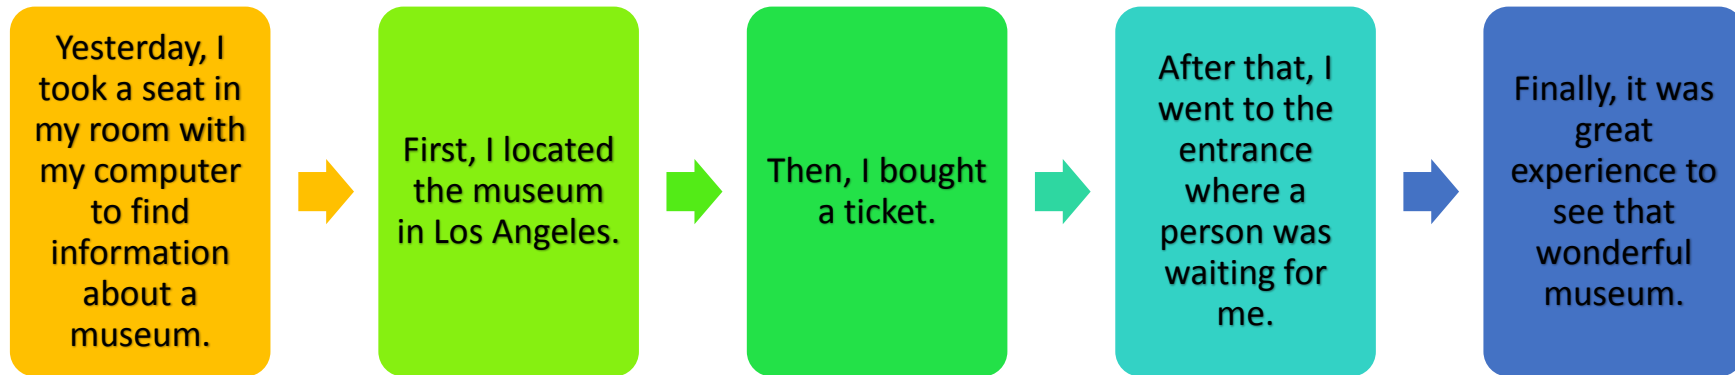 Yesterday, I
took a seat in
my room with
my computer
to find
information
about a
museum.
First, I located
the museum
in Los Angeles.
Then, I bought
a ticket.
After that, I
went to the
entrance
where a
person was
waiting for
me.
Finally, it was
great
experience to
see that
wonderful
museum.